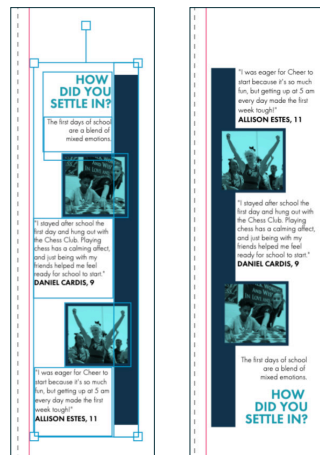 HOW
DID YOU
SETTLE IN?
The first days of school
are a blend of
mixed emotions.
"I stayed after school the
first day and hung out with
the Chess Club. Playing
chess has a calming affect,
and just being with my
friends helped me feel
ready for school to start."
DANIEL CARDIS, 9
"I was eager for Cheer to
start because it's so much
fun, but getting up at 5 am
every day made the first
week tough!"
ALLISON ESTES, 11
"I was eager for Cheer to
start because it's so much
fun, but getting up at 5 am
every day made the first
week tough!"
ALLISON ESTES, 11
"I stayed after school the
first day and hung out with
the Chess Club. Playing
chess has a calming affect,
and just being with my
friends helped me feel
ready for school to start."
DANIEL CARDIS, 9
The first days of school
are a blend of
mixed emotions.
HOW
DID YOU
SETTLE IN?